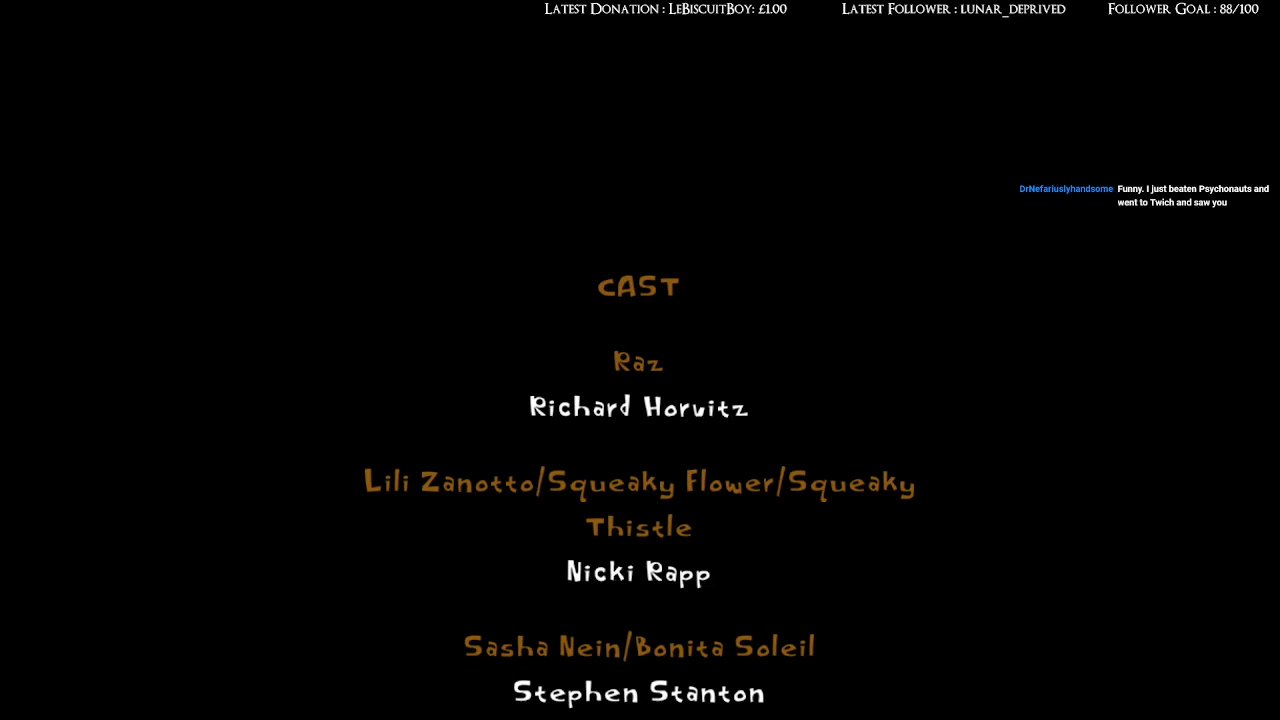 Latest Donation : LeBiscuitBoy: £1.00 Latest Follower : lunar_deprived Follower Goal : 88/100
DrNefariuslyhandsome Funny. I just beaten Psychonauts and
went to Twich and saw you
CAST
Raz
Richard Horvitz
Lili Zanotto/Squeaky Flower/Squeaky
Thistle
Nicki Rapp
Sasha Nein/Bonita Soleil
Stephen Stanton